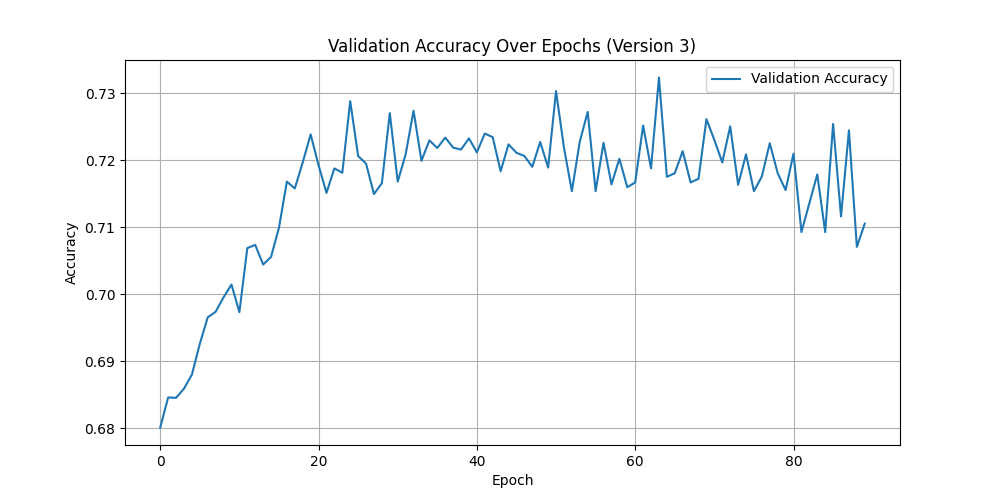 Validation Accuracy Over Epochs (Version 3)
Validation Accuracy
0.73
0.72
0.71
0.70
0.69
0.68
Accuracy
0 20 40 60 80
Epoch